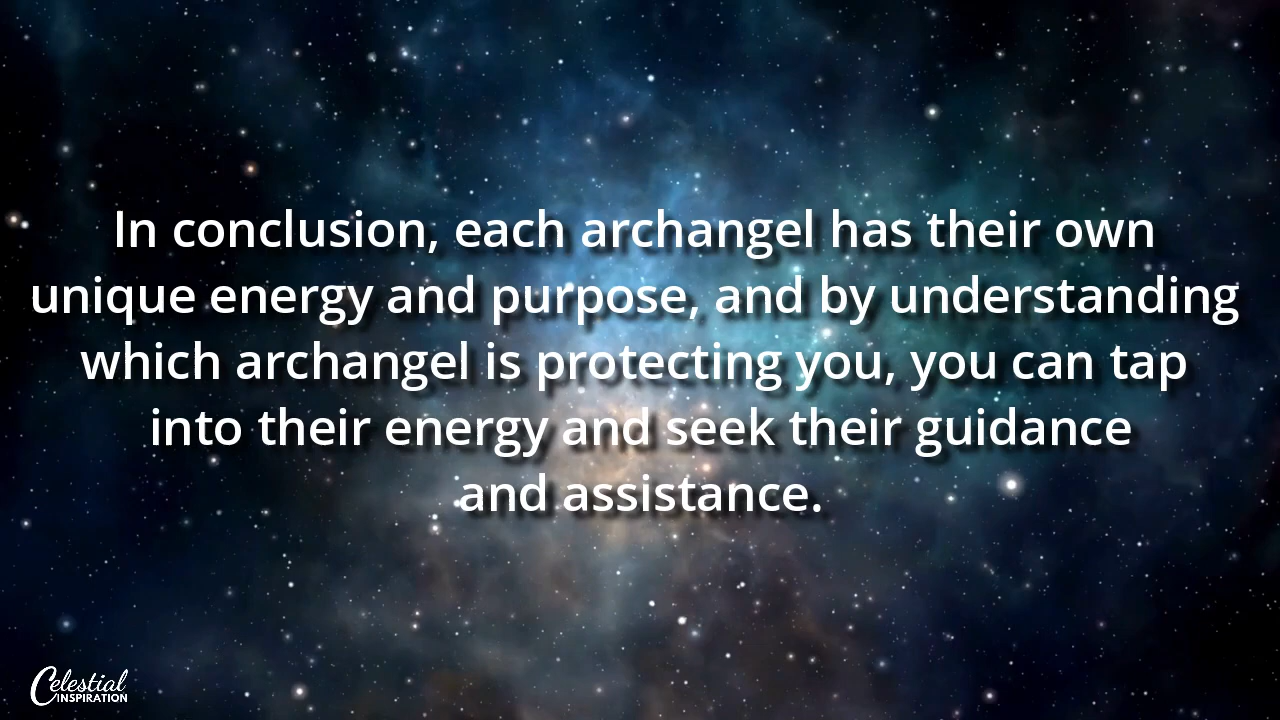 In conclusion, each archangel has their own
unique energy and purpose, and by understanding
which archangel is protecting you, you can tap
into their energy and seek their guidance
and assistance.
Celestial
INSPIRATION